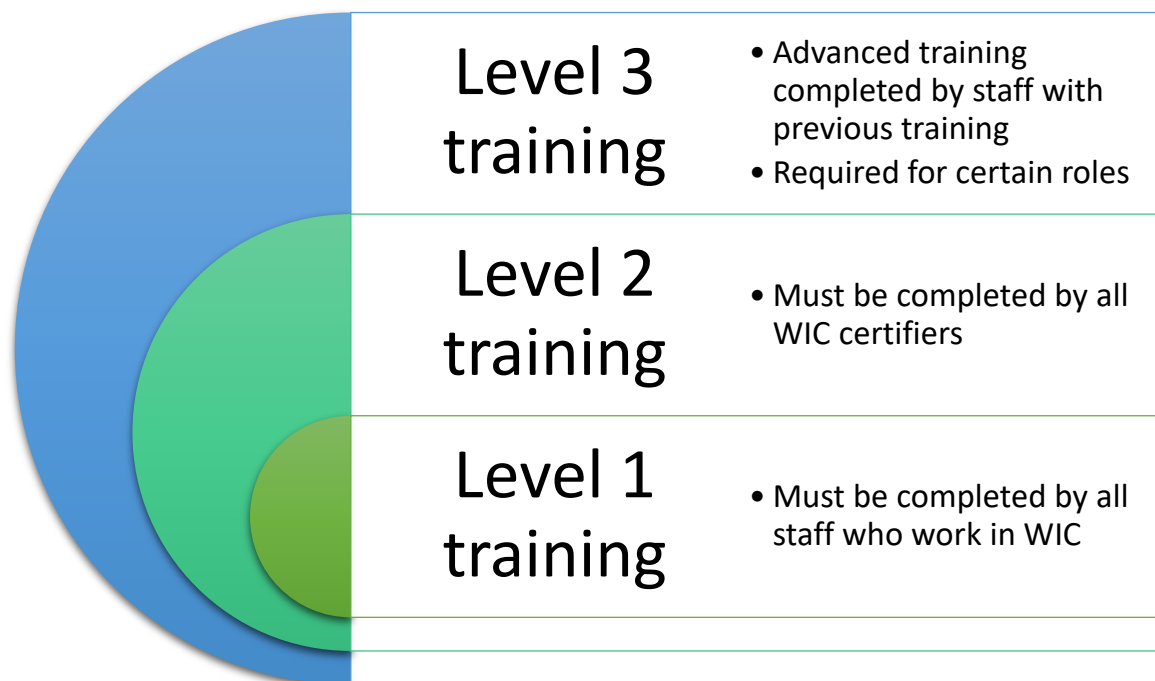 Level 3
training
• Advanced training
completed by staff with
previous training
• Required for certain roles
Level 2
training
• Must be completed by all
WIC certifiers
Level 1
training
• Must be completed by all
staff who work in WIC